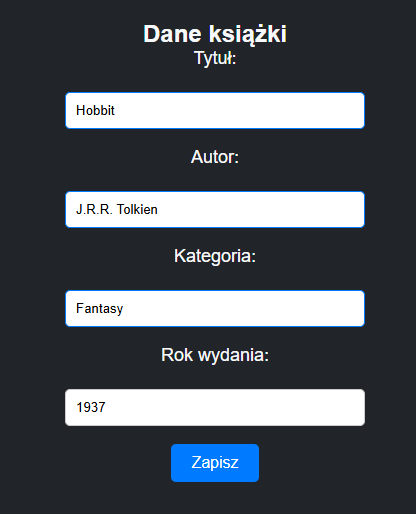 Dane książki
Tytuł:
Hobbit
Autor:
J.R.R. Tolkien
Kategoria:
Fantasy
Rok wydania:
1937
Zapisz